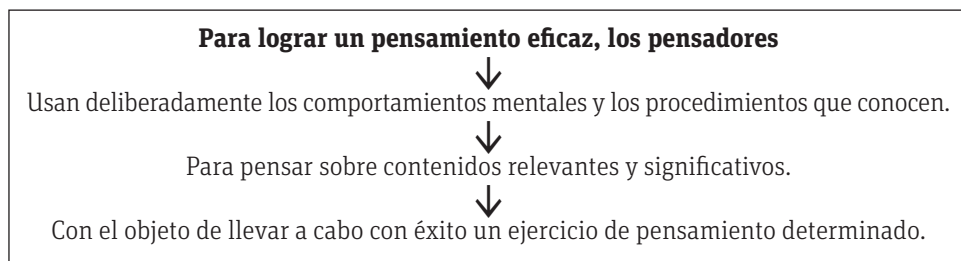 Para lograr un pensamiento eficaz, los pensadores
Usan deliberadamente los comportamientos mentales y los procedimientos que conocen.
Para pensar sobre contenidos relevantes y significativos.
Con el objeto de llevar a cabo con éxito un ejercicio de pensamiento determinado.